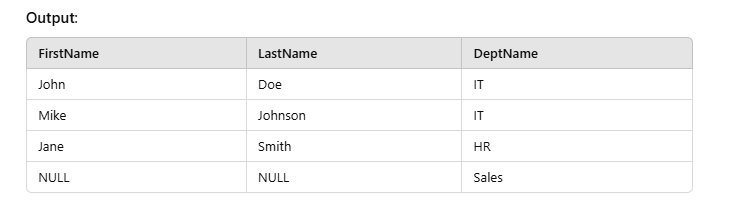 Output:
FirstName LastName DeptName
John Doe IT
Mike Johnson IT
Jane Smith HR
NULL NULL Sales